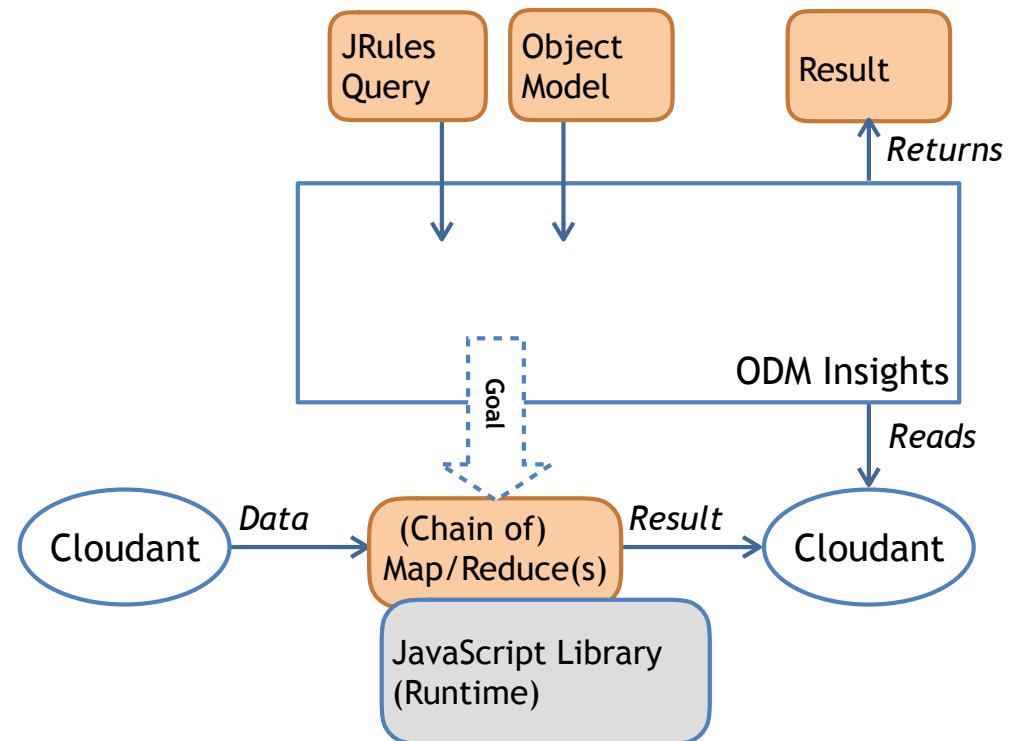 JRules
Query
Object
Model
Result
Returns
ODM Insights
Goal
Reads
Cloudant
Data
(Chain of)
Map/Reduce(s)
Result
Cloudant
JavaScript Library
(Runtime)